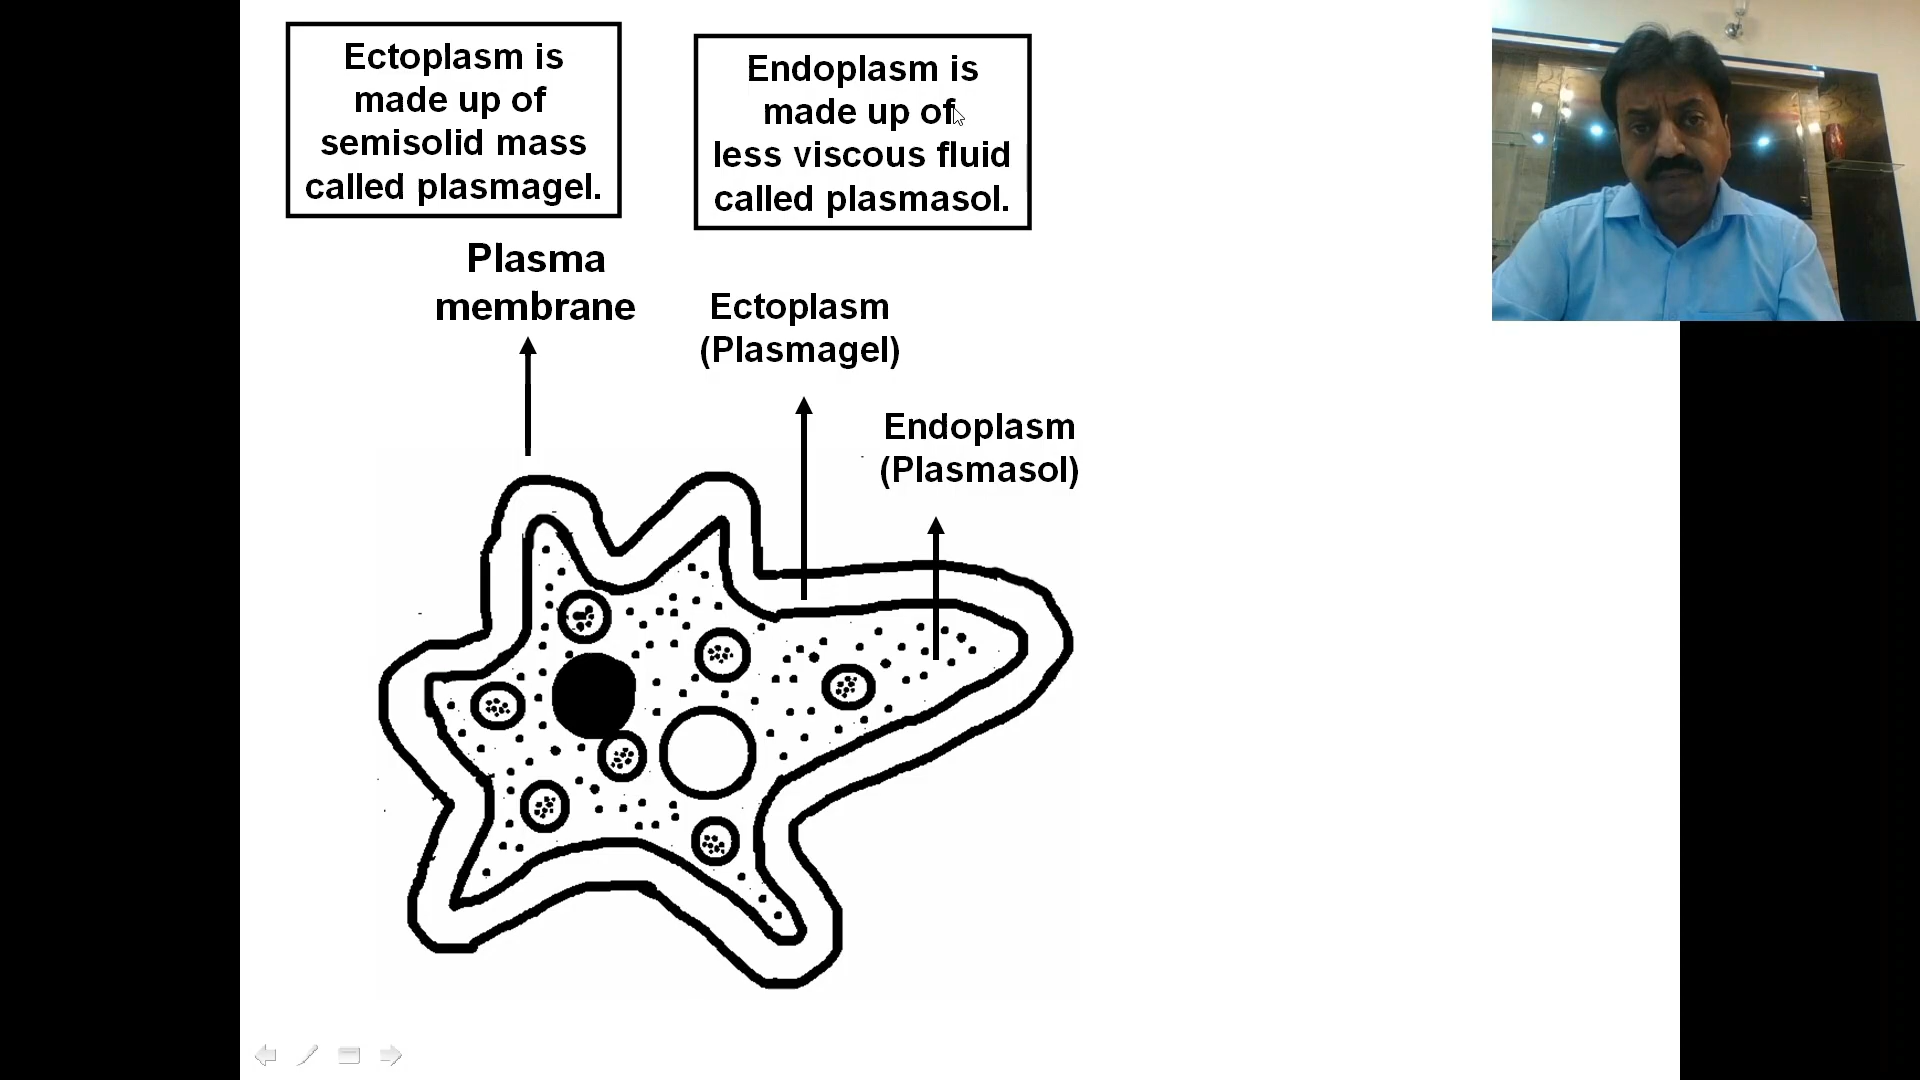 Ectoplasm is
made up of
semisolid mass
called plasmagel.
Endoplasm is
made up of
less viscous fluid
called plasmasol.
Plasma
membrane
Ectoplasm
(Plasmagel)
Endoplasm
(Plasmasol)